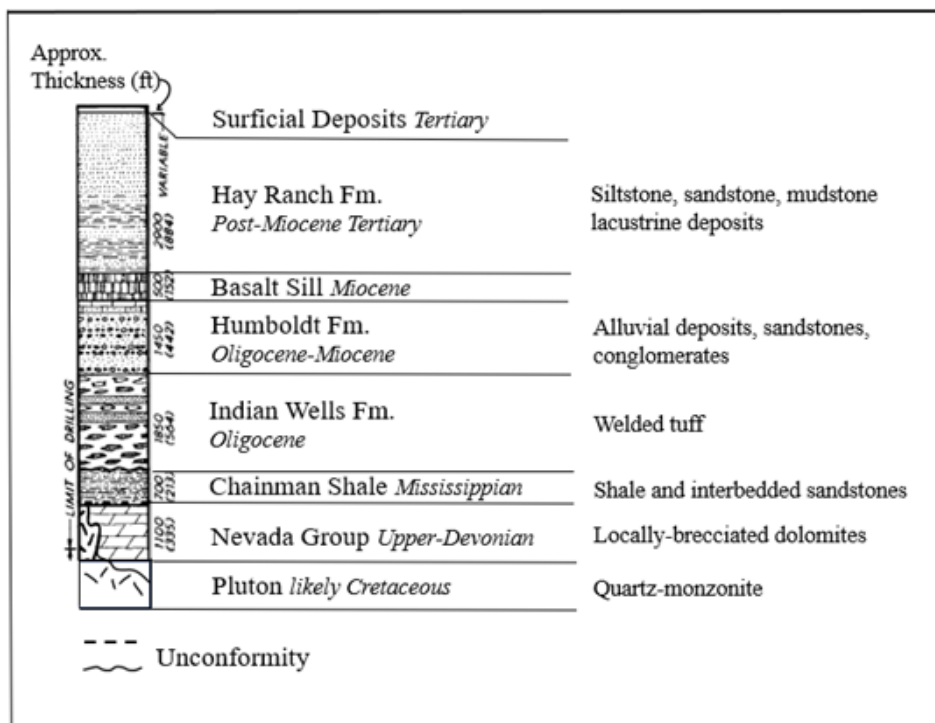 Approx.
Thickness (ft)
Surficial Deposits Tertiary
VARIABLE
Hay Ranch Fm.
Post-Miocene Tertiary
Siltstone, sandstone, mudstone
lacustrine deposits
2900
(884)
500
(152)
Basalt Sill Miocene
Humboldt Fm.
Oligocene-Miocene
Alluvial deposits, sandstones,
conglomerates
1450
(442)
LIMIT OF DRILLING
Indian Wells Fm.
Oligocene
Welded tuff
1850
(564)
700
(213)
Chainman Shale Mississippian
Shale and interbedded sandstones
1100
(335)
Nevada Group Upper-Devonian
Locally-brecciated dolomites
Pluton likely Cretaceous
Quartz-monzonite
Unconformity